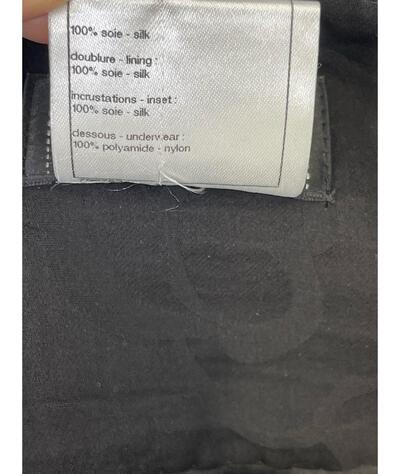 100% soie - silk
doublure - lining :
100% soie - silk
incrustations - inset :
100% soie - silk
dessous - underwear :
100% polyamide - nylon